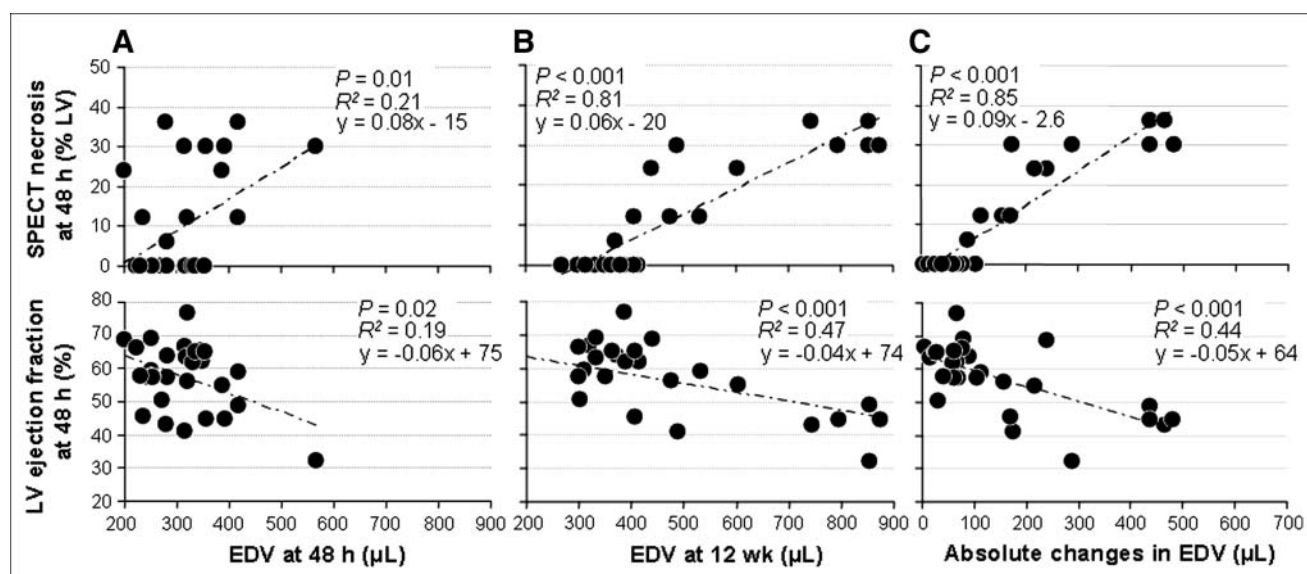 A
B
C
SPECT necrosis
at 48 h (% LV)
50
40
30
20
10
0
P = 0.01
R² = 0.21
y = 0.08x - 15
P < 0.001
R² = 0.81
y = 0.06x - 20
P < 0.001
R² = 0.85
y = 0.09x - 2.6
LV ejection fraction
at 48 h (%)
80
70
60
50
40
30
20
P = 0.02
R² = 0.19
y = -0.06x + 75
P < 0.001
R² = 0.47
y = -0.04x + 74
P < 0.001
R² = 0.44
y = -0.05x + 64
200 300 400 500 600 700 800 900
200 300 400 500 600 700 800 900
0 100 200 300 400 500 600 700
EDV at 48 h (µL)
EDV at 12 wk (µL)
Absolute changes in EDV (µL)